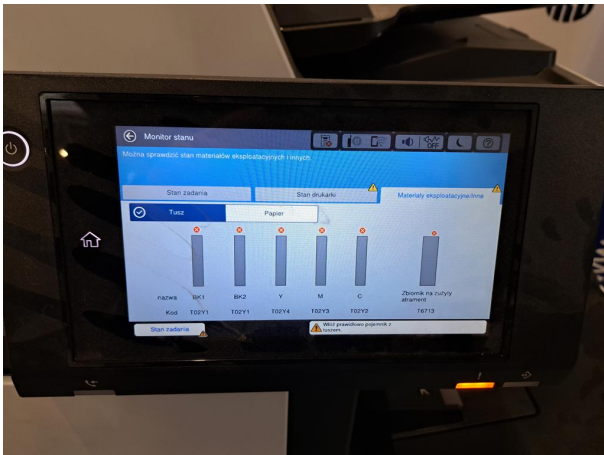 Monitor stanu
OFF
Można sprawdzić stan materiałów eksploatacyjnych i innych.
Stan zadania
Stan drukarki
Materiały eksploatacyjne/Inne
Tusz
Papier
nazwa BK1 BK2 Y M C Zbiornik na zużyty
atrament
Kod T02Y1 T02Y1 T02Y4 T02Y3 T02Y2 T6713
Stan zadania
Włóż prawidłowo pojemnik z
tuszem.